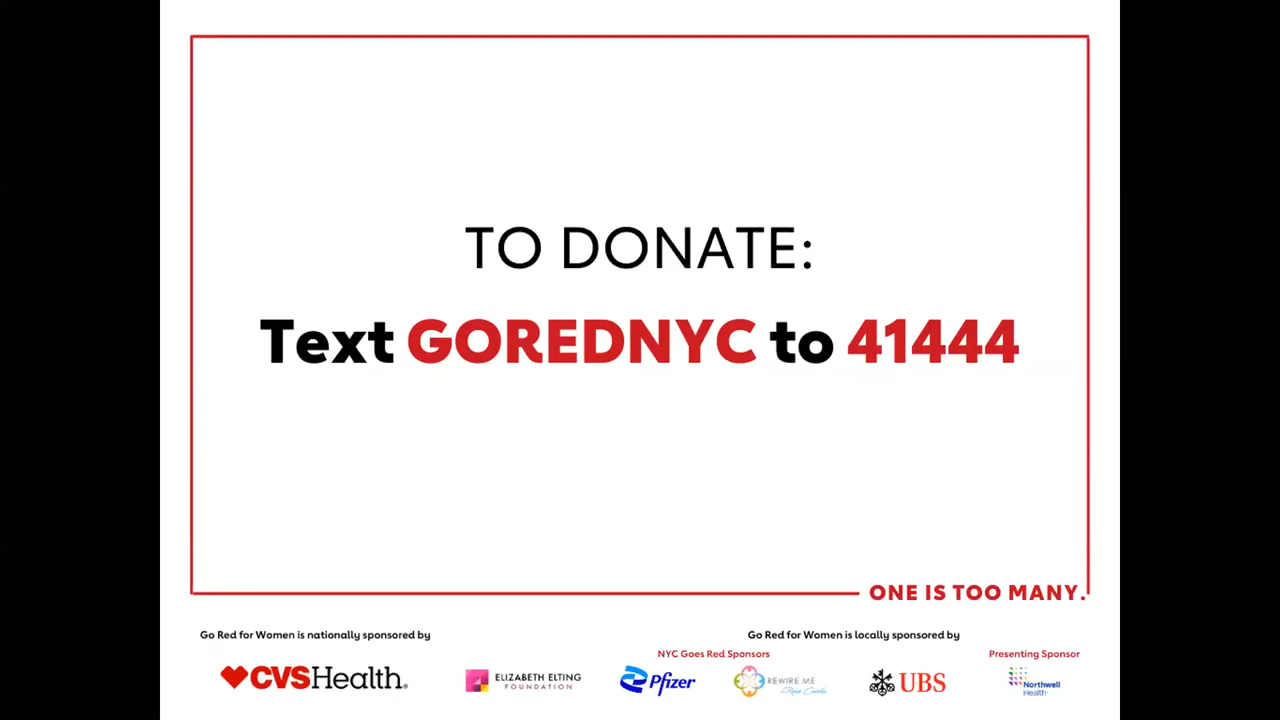 TO DONATE:
Text GOREDNYC to 41444
ONE IS TOO MANY.
Go Red for Women is nationally sponsored by
Go Red for Women is locally sponsored by
NYC Goes Red Sponsors
Presenting Sponsor
CVSHealth®
ELIZABETH ELTING
FOUNDATION
Pfizer
REWIRE ME
UBS
Northwell
Health